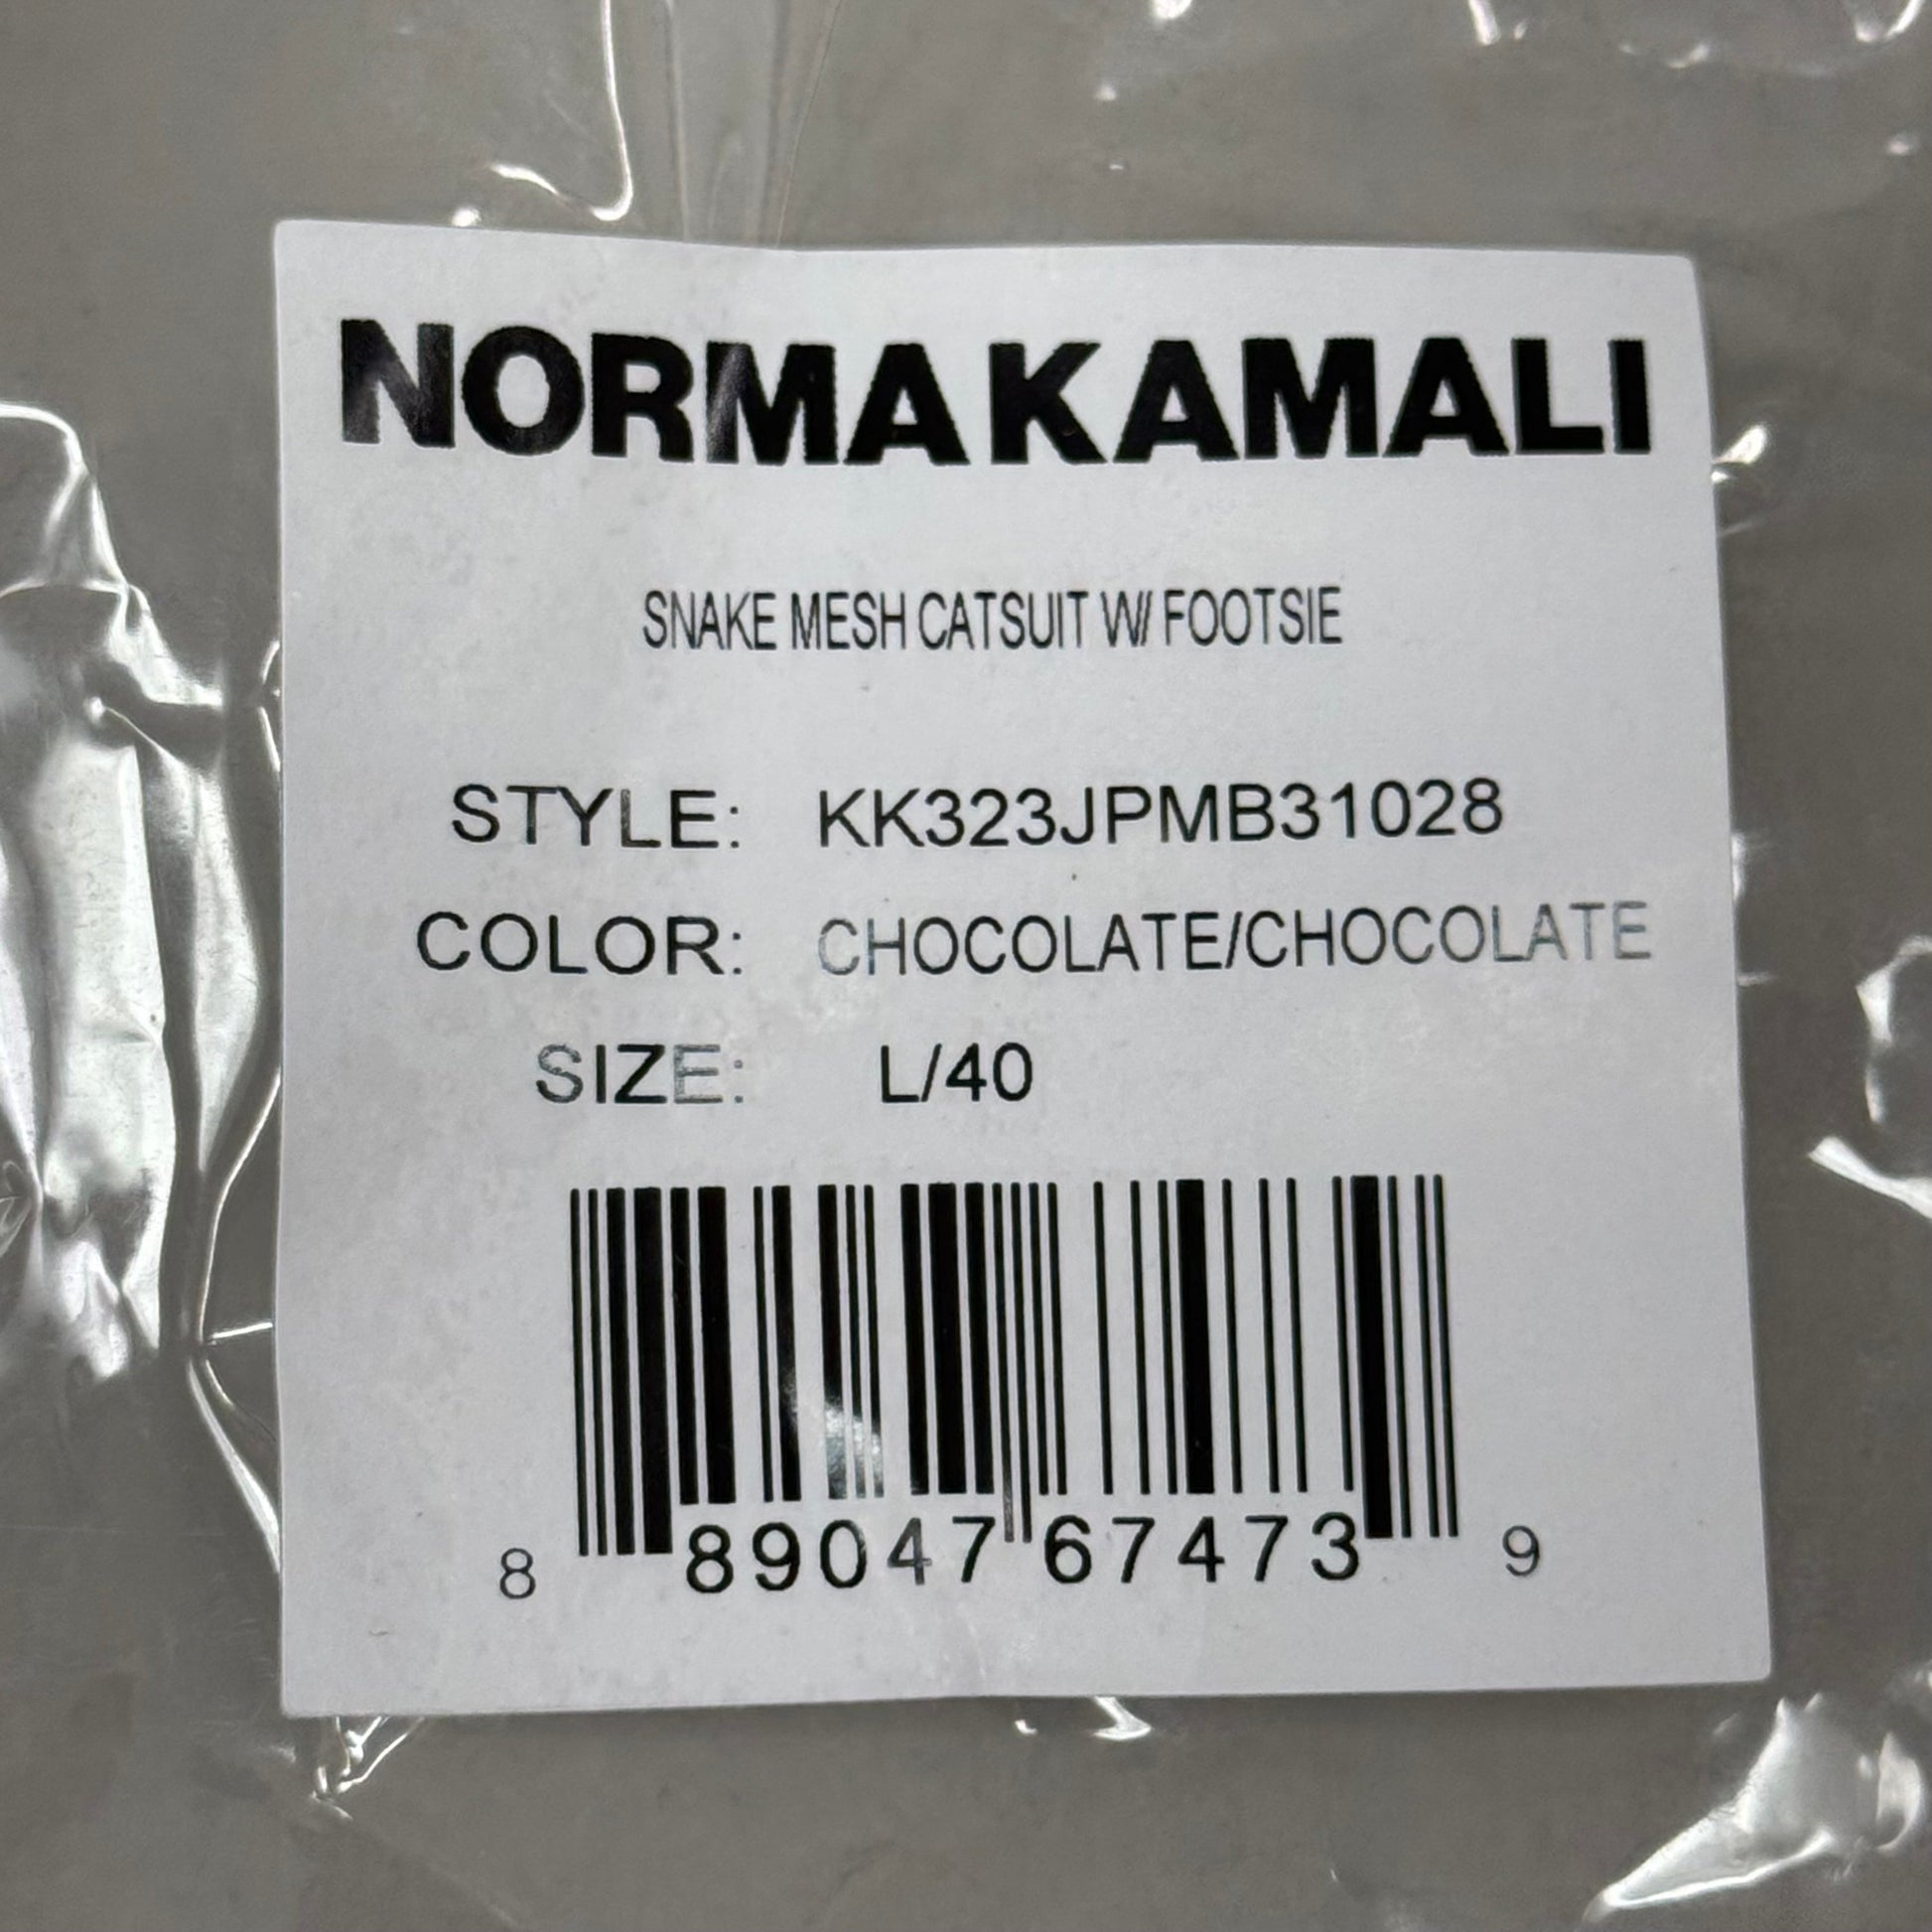 NORMA KAMALI
SNAKE MESH CATSUIT W/ FOOTSIE
STYLE: KK323JPMB31028
COLOR: CHOCOLATE/CHOCOLATE
SIZE: L/40
8 89047 67473 9